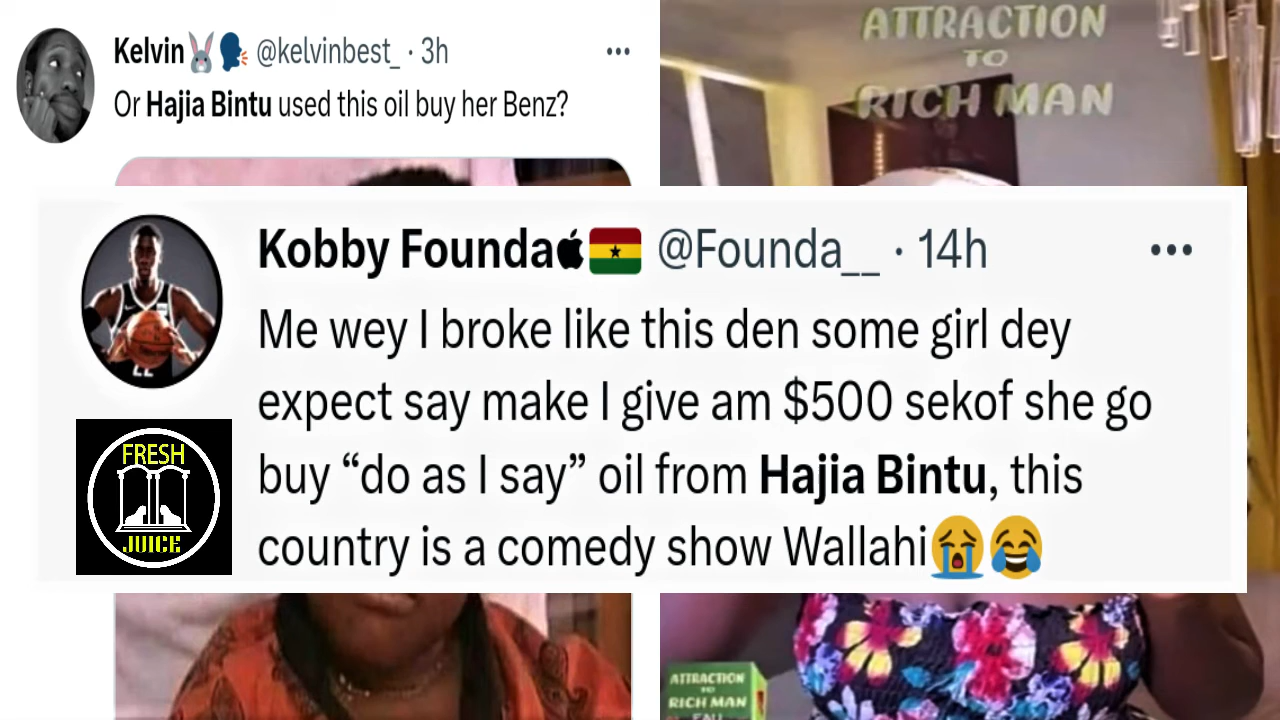 Kelvin🐰🗣️ @kelvinbest_ · 3h
Or Hajia Bintu used this oil buy her Benz?
ATTRACTION
TO
RICH MAN
Kobby Founda🇬🇭 @Founda__ · 14h
Me wey I broke like this den some girl dey
expect say make I give am $500 sekof she go
buy “do as I say” oil from Hajia Bintu, this
country is a comedy show Wallahi😭😂
FRESH
JUICE
ATTRACTION
TO
RICH MAN